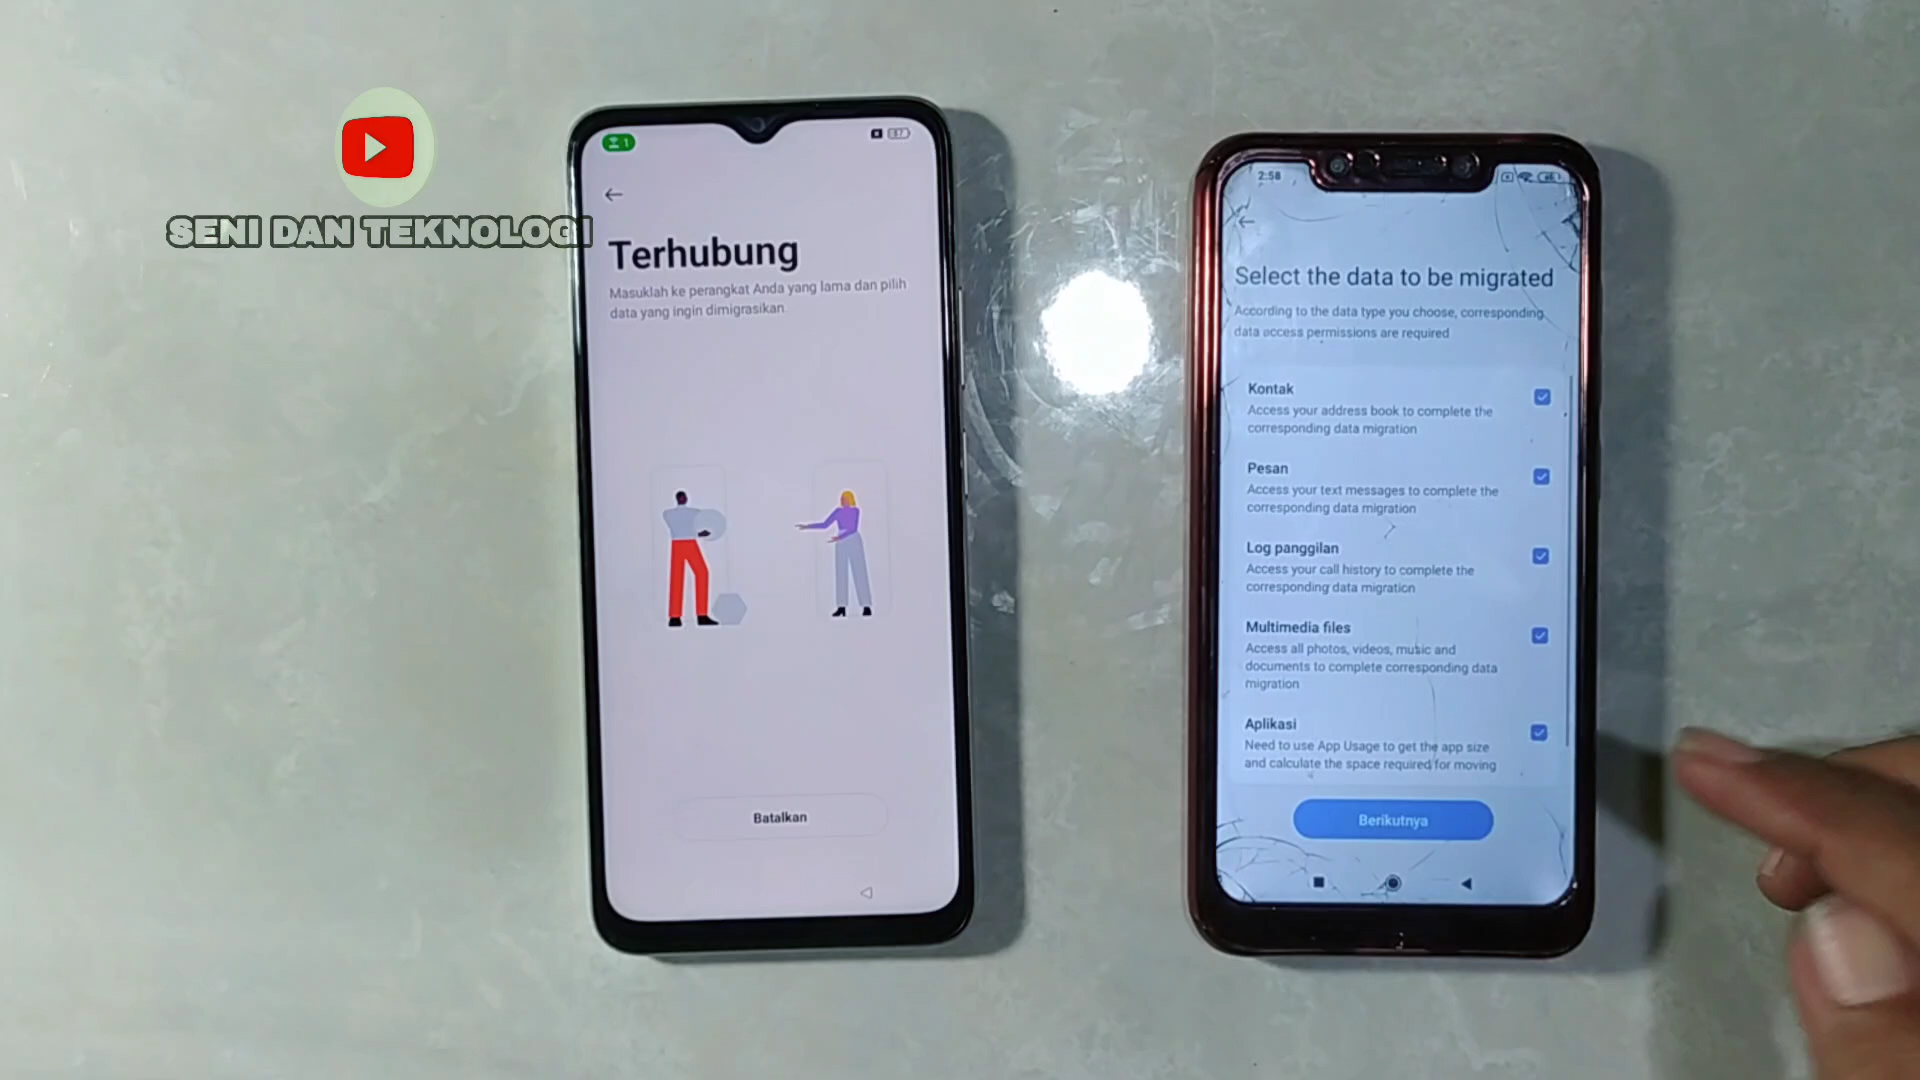 SENI DAN TEKNOLOGI
1
Terhubung
Masuklah ke perangkat Anda yang lama dan pilih
data yang ingin dimigrasikan
Batalkan
2:58
Select the data to be migrated
According to the data type you choose, corresponding
data access permissions are required
Kontak
Access your address book to complete the
corresponding data migration
Pesan
Access your text messages to complete the
corresponding data migration
Log panggilan
Access your call history to complete the
corresponding data migration
Multimedia files
Access all photos, videos, music and
documents to complete corresponding data
migration
Aplikasi
Need to use App Usage to get the app size
and calculate the space required for moving
Berikutnya